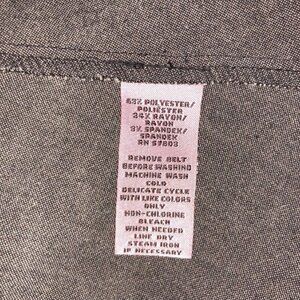 63% POLYESTER/
POLIÉSTER
34% RAYON/
RAYON
3% SPANDEX/
SPANDEX
RN 57803
REMOVE BELT
BEFORE WASHING
MACHINE WASH
COLD
DELICATE CYCLE
WITH LIKE COLORS
ONLY
NON-CHLORINE
BLEACH
WHEN NEEDED
LINE DRY
STEAM IRON
IF NECESSARY